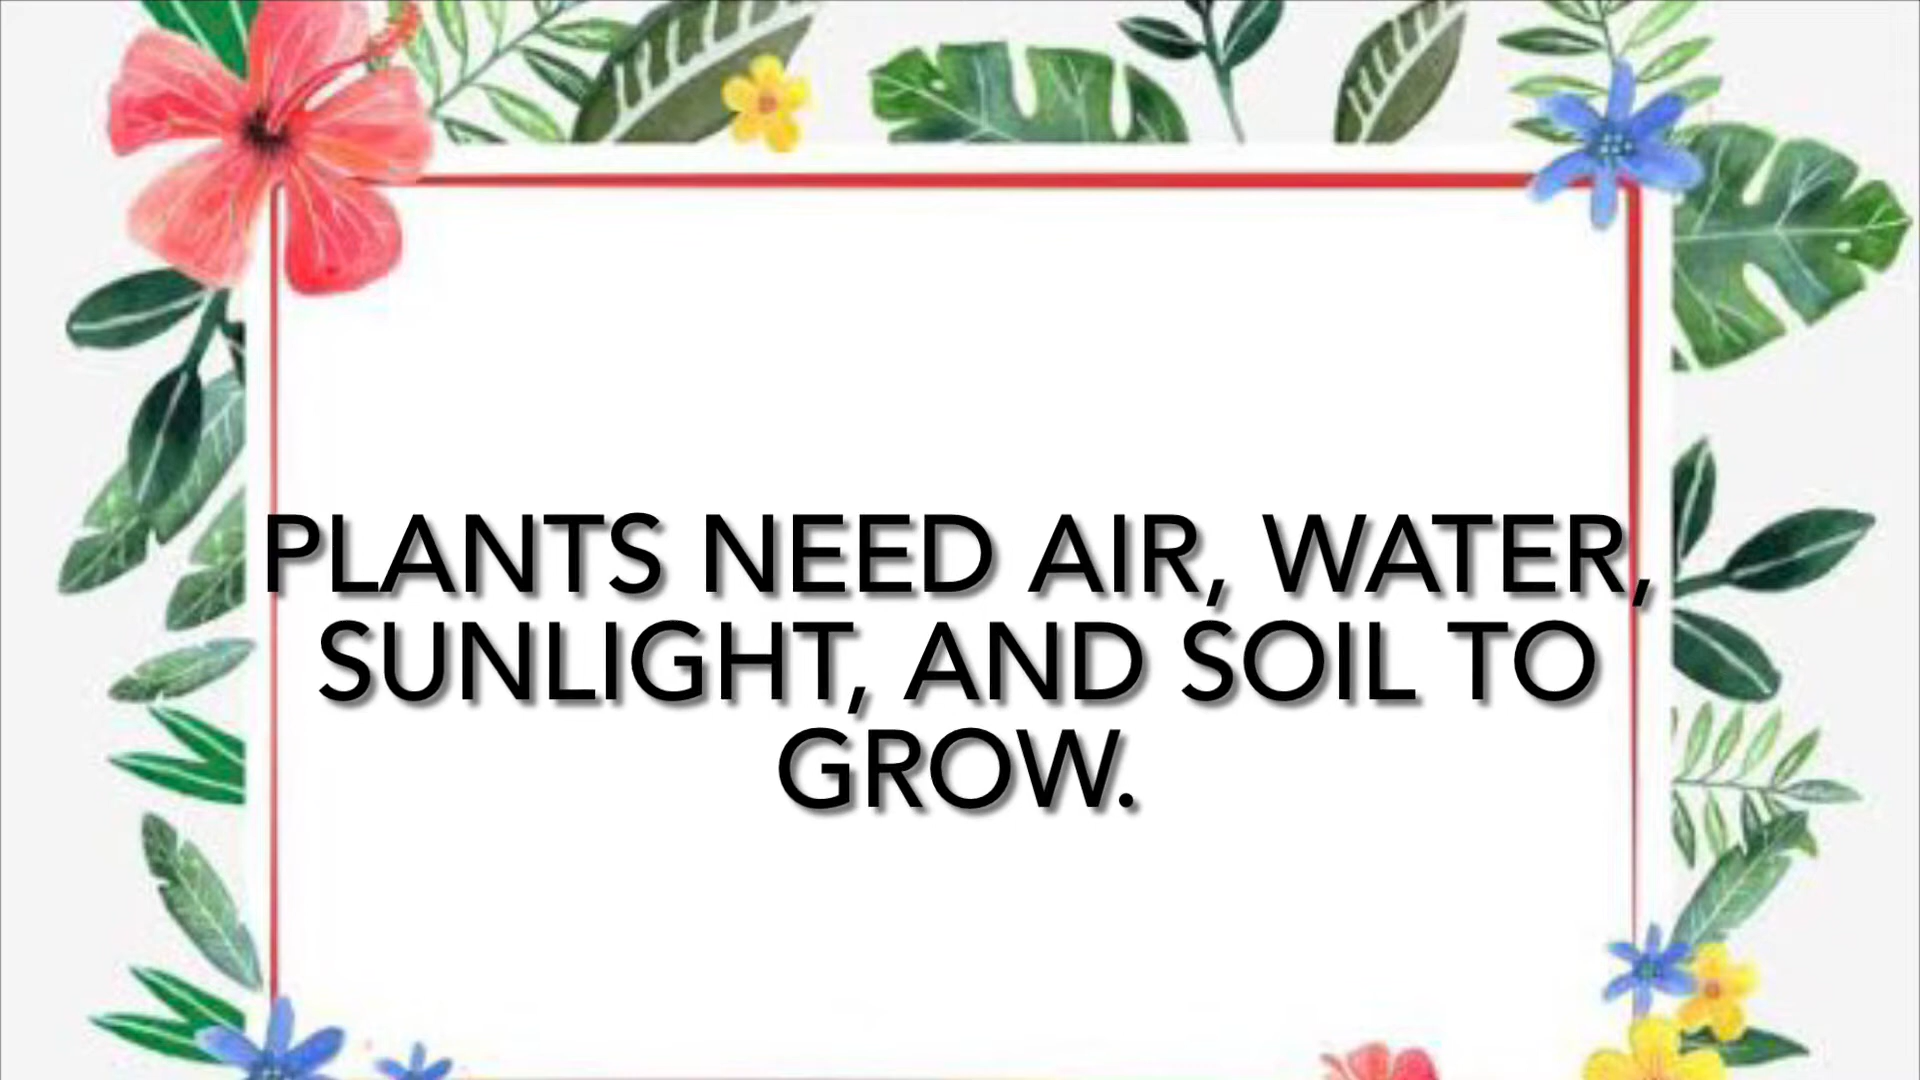 PLANTS NEED AIR, WATER,
SUNLIGHT, AND SOIL TO
GROW.